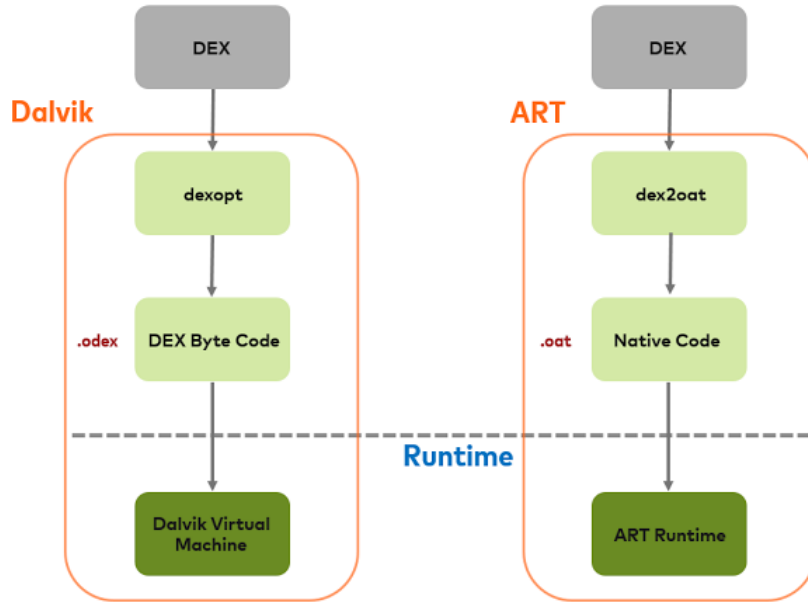 DEX
DEX
Dalvik
ART
dexopt
dex2oat
.odex
DEX Byte Code
.oat
Native Code
Runtime
Dalvik Virtual
Machine
ART Runtime